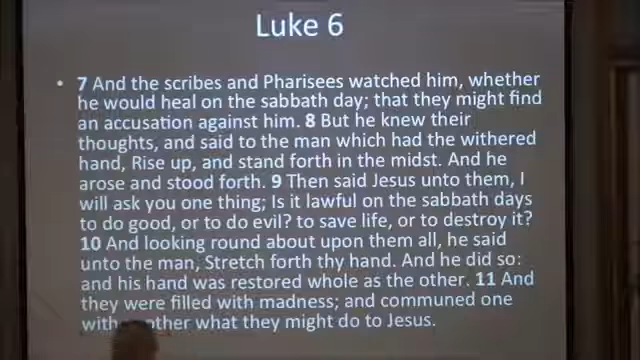 Luke 6
• 7 And the scribes and Pharisees watched him, whether
he would heal on the sabbath day; that they might find
an accusation against him. 8 But he knew their
thoughts, and said to the man which had the withered
hand, Rise up, and stand forth in the midst. And he
arose and stood forth. 9 Then said Jesus unto them, I
will ask you one thing; Is it lawful on the sabbath days
to do good, or to do evil? to save life, or to destroy it?
10 And looking round about upon them all, he said
unto the man, Stretch forth thy hand. And he did so:
and his hand was restored whole as the other. 11 And
they were filled with madness; and communed one
with what they might do to Jesus.